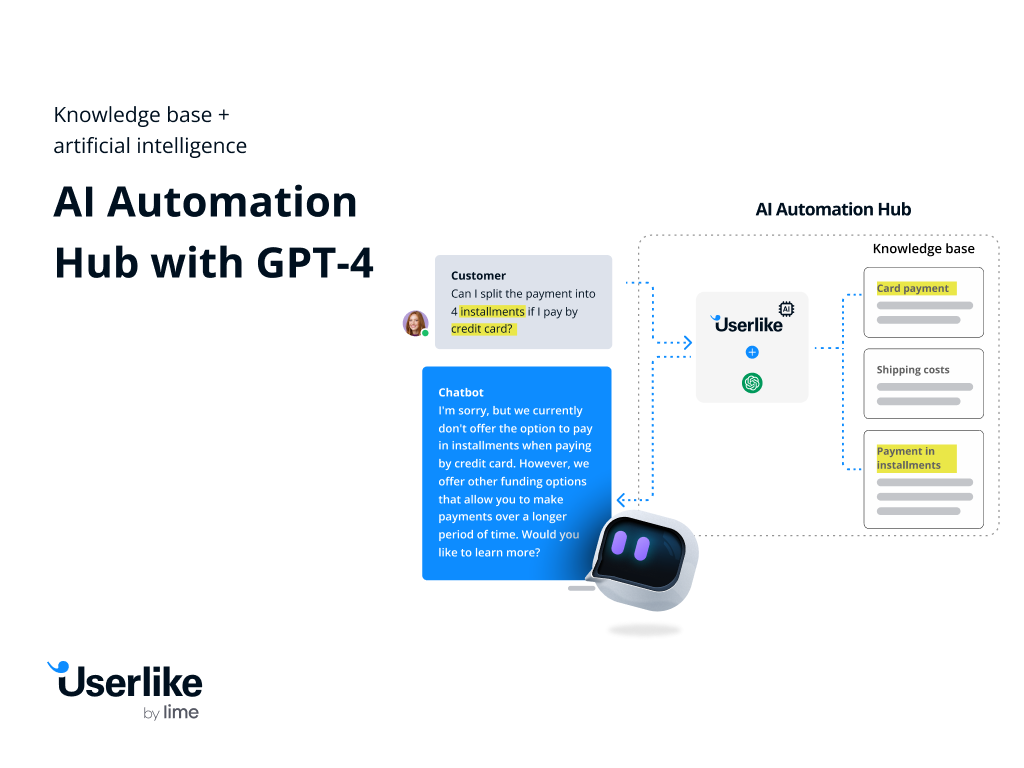 Knowledge base +
artificial intelligence
AI Automation
Hub with GPT-4
AI Automation Hub
Customer
Can I split the payment into
4 installments if I pay by
credit card?
Chatbot
I'm sorry, but we currently
don't offer the option to pay
in installments when paying
by credit card. However, we
offer other funding options
that allow you to make
payments over a longer
period of time. Would you
like to learn more?
AI
Userlike
Knowledge base
Card payment
Shipping costs
Payment in
installments
Userlike
by lime